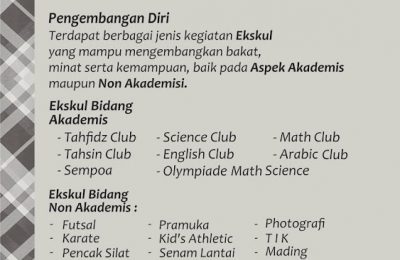 Pengembangan Diri
Terdapat berbagai jenis kegiatan Ekskul
yang mampu mengembangkan bakat,
minat serta kemampuan, baik pada Aspek Akademis
maupun Non Akademisi.
Ekskul Bidang
Akademis
- Tahfidz Club - Science Club - Math Club
- Tahsin Club - English Club - Arabic Club
- Sempoa - Olympiade Math Science
Ekskul Bidang
Non Akademis :
- Futsal - Pramuka - Photografi
- Karate - Kid's Athletic - T I K
- Pencak Silat - Senam Lantai - Mading